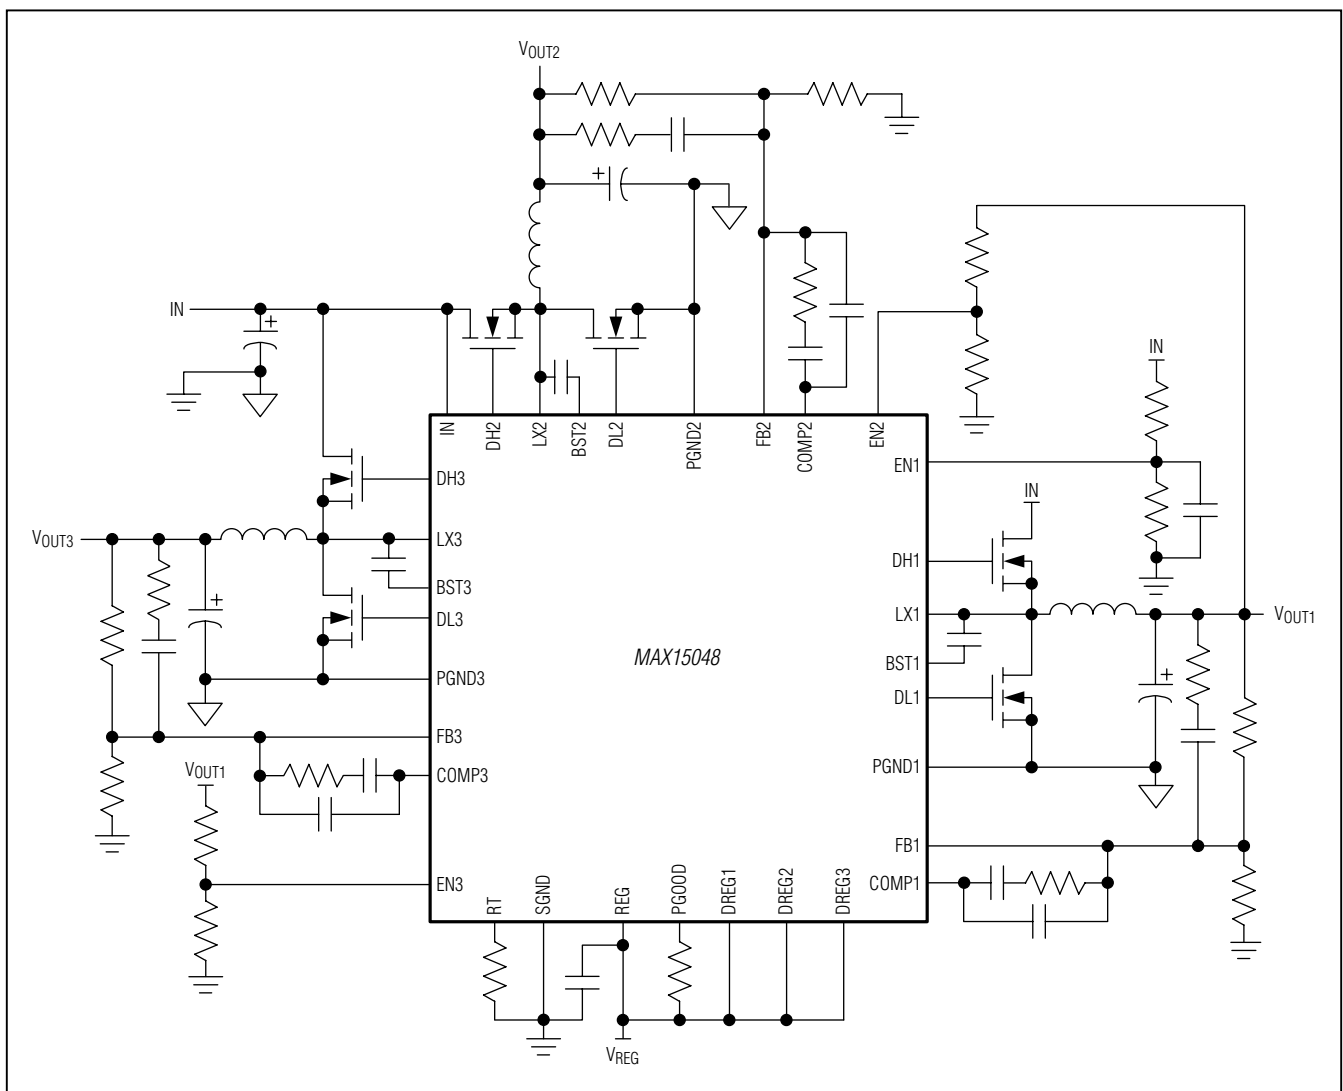 VOUT2
IN
IN
DH2
LX2
BST2
DL2
PGND2
FB2
COMP2
EN2
IN
EN1
DH3
IN
VOUT3
LX3
DH1
BST3
LX1
VOUT1
DL3
MAX15048
BST1
PGND3
DL1
FB3
PGND1
VOUT1
COMP3
FB1
EN3
COMP1
RT
SGND
REG
PGOOD
DREG1
DREG2
DREG3
VREG
+
+
+
+